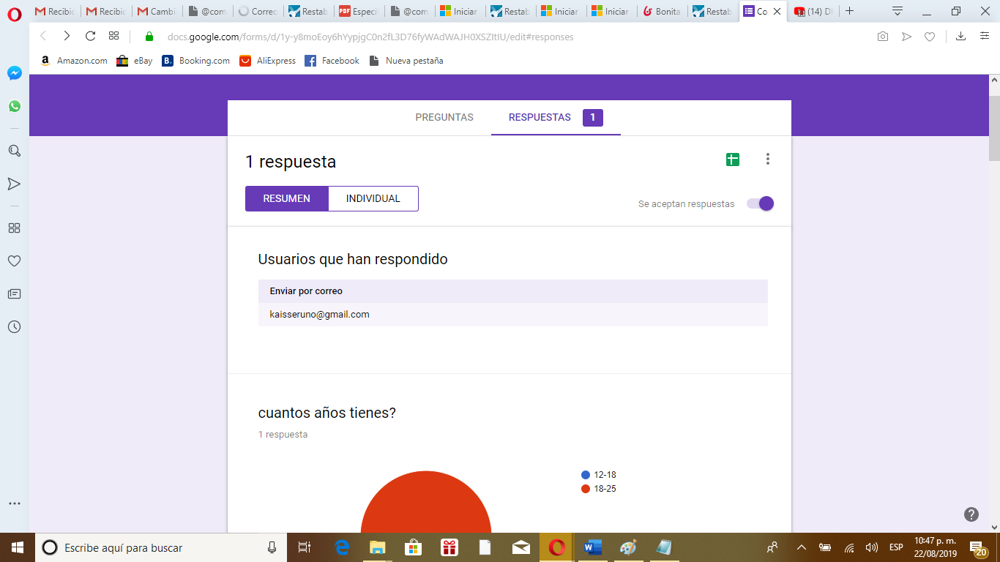 Recibic
Recibic
Cambi
@com
Correc
Restab
PDF Especif
@com
Iniciar
Restab
Iniciar
Iniciar
Bonita
Restab
Co
(14) D
docs.google.com/forms/d/1y-y8moEoy6hYypjgC0n2fL3D76fyWAdWAJH0XSZItIU/edit#responses
Amazon.com
eBay
B. Booking.com
AliExpress
Facebook
Nueva pestaña
PREGUNTAS
RESPUESTAS 1
1 respuesta
RESUMEN
INDIVIDUAL
Se aceptan respuestas
Usuarios que han respondido
Enviar por correo
kaisseruno@gmail.com
cuantos años tienes?
1 respuesta
12-18
18-25
Escribe aquí para buscar
ESP
10:47 p. m.
22/08/2019
20